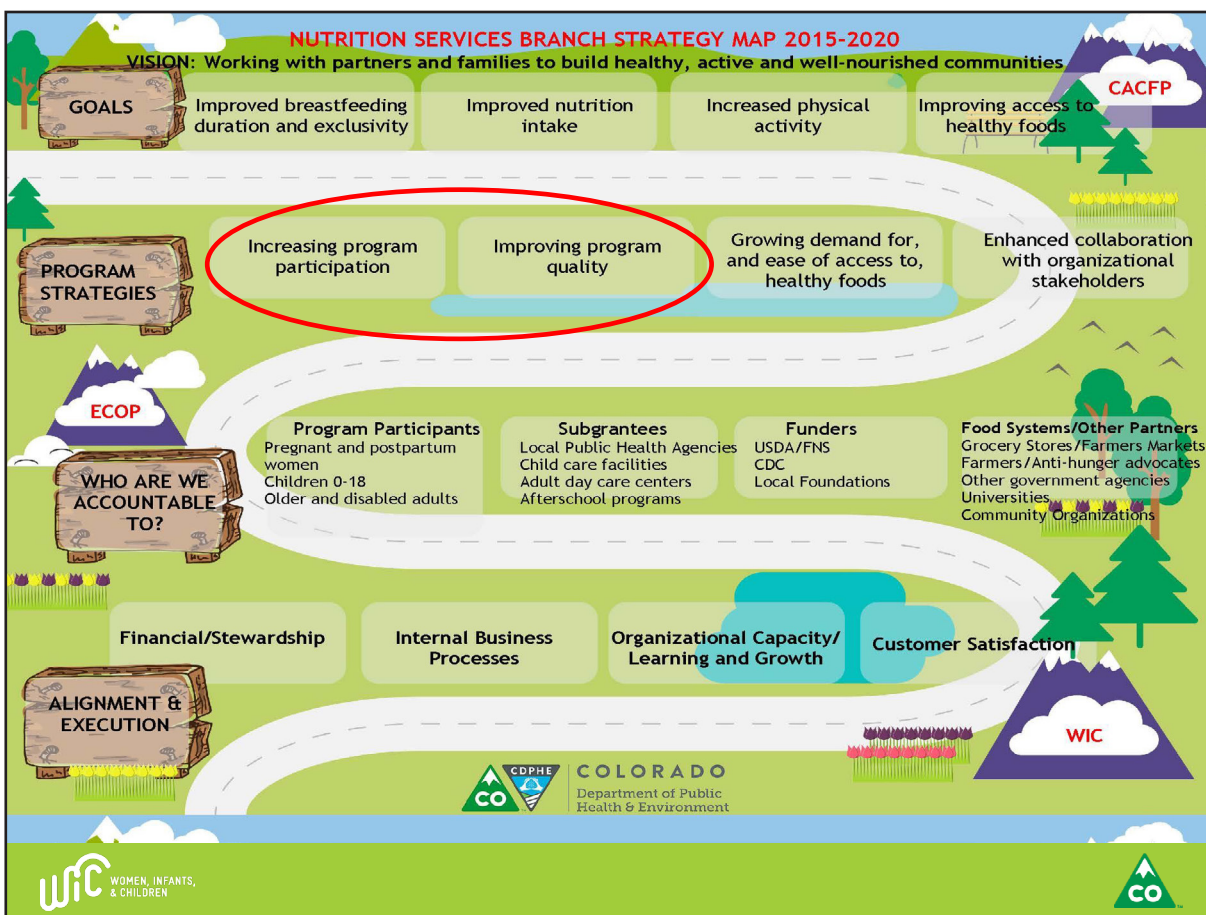 NUTRITION SERVICES BRANCH STRATEGY MAP 2015-2020
VISION: Working with partners and families to build healthy, active and well-nourished communities
GOALS
Improved breastfeeding
duration and exclusivity
Improved nutrition
intake
Increased physical
activity
Improving access to
healthy foods
CACFP
PROGRAM
STRATEGIES
Increasing program
participation
Improving program
quality
Growing demand for,
and ease of access to,
healthy foods
Enhanced collaboration
with organizational
stakeholders
ECOP
WHO ARE WE
ACCOUNTABLE
TO?
Program Participants
Pregnant and postpartum
women
Children 0-18
Older and disabled adults
Subgrantees
Local Public Health Agencies
Child care facilities
Adult day care centers
Afterschool programs
Funders
USDA/FNS
CDC
Local Foundations
Food Systems/Other Partners
Grocery Stores/Farmers Markets
Farmers/Anti-hunger advocates
Other government agencies
Universities
Community Organizations
Financial/Stewardship
Internal Business
Processes
Organizational Capacity/
Learning and Growth
Customer Satisfaction
ALIGNMENT &
EXECUTION
WIC
CO
CDPHE
COLORADO
Department of Public
Health & Environment
WIC
WOMEN, INFANTS,
& CHILDREN
CO